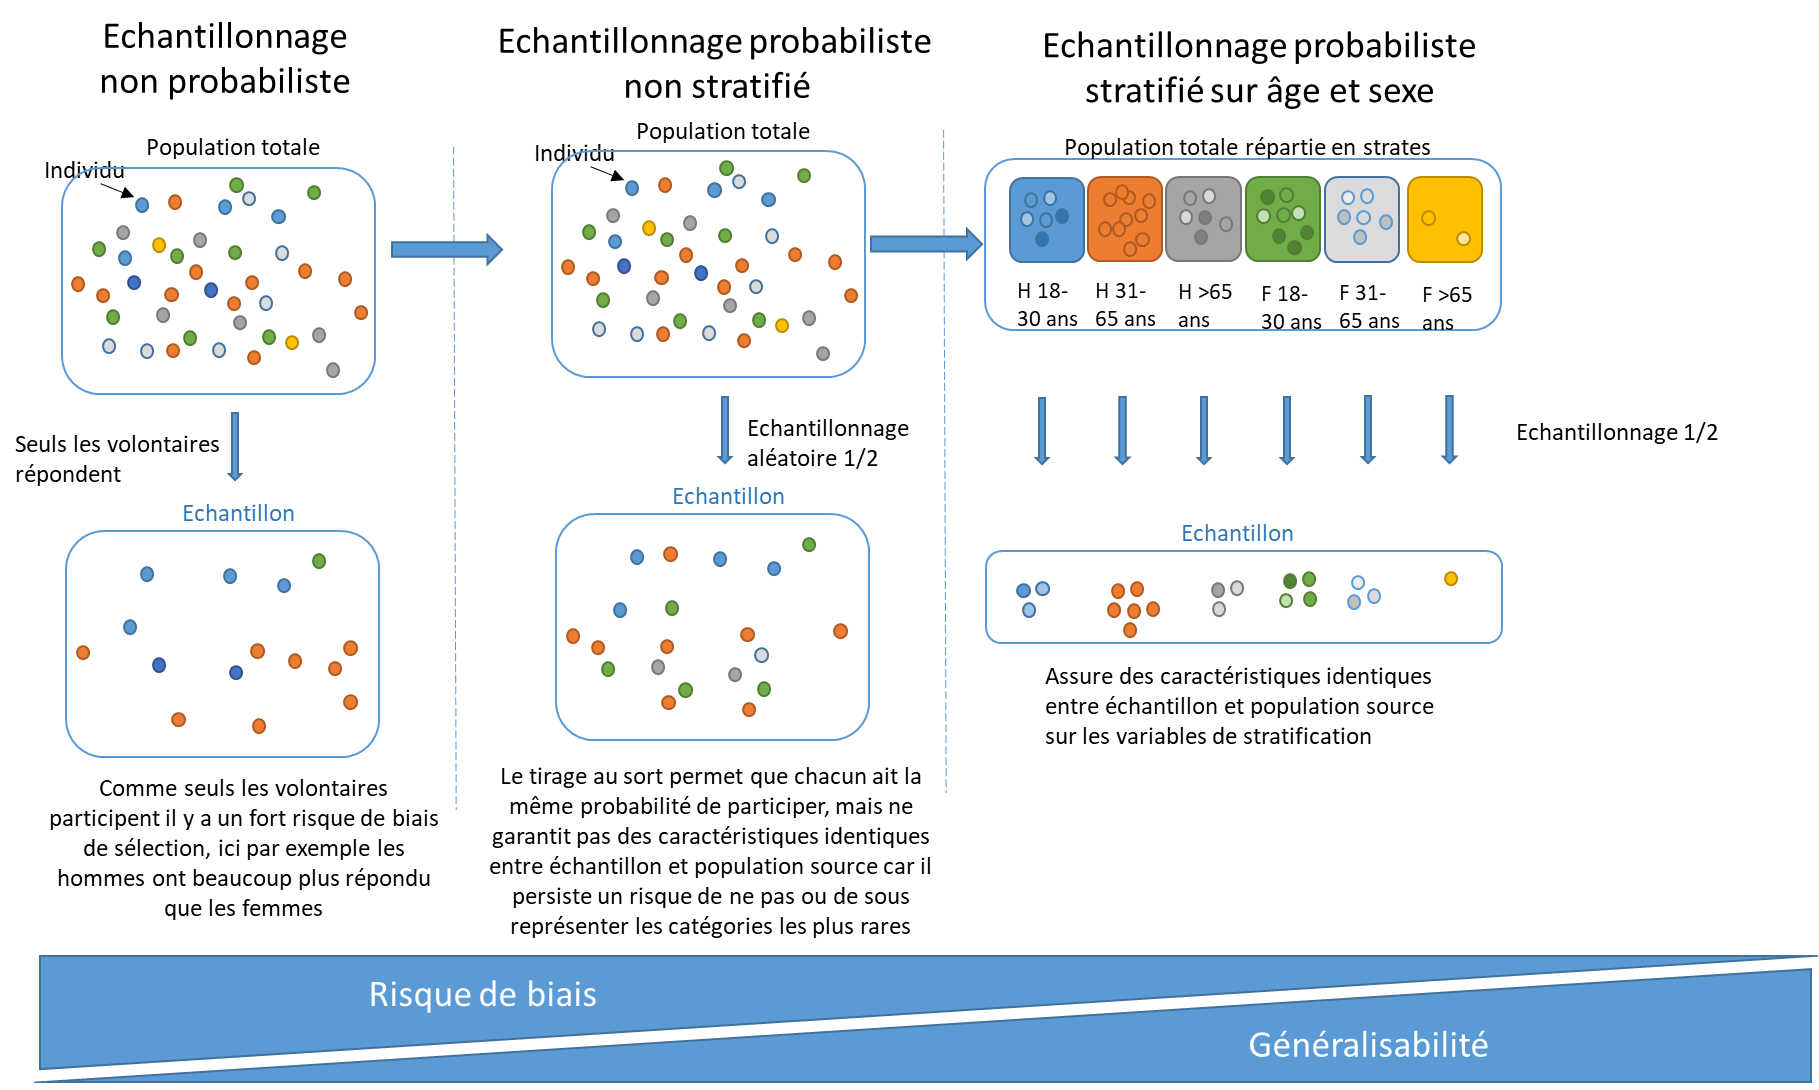 Echantillonnage
non probabiliste
Population totale
Individu
Seuls les volontaires
répondent
Echantillon
Comme seuls les volontaires
participent il y a un fort risque de biais
de sélection, ici par exemple les
hommes ont beaucoup plus répondu
que les femmes
Echantillonnage probabiliste
non stratifié
Population totale
Individu
Echantillonnage
aléatoire 1/2
Echantillon
Le tirage au sort permet que chacun ait la
même probabilité de participer, mais ne
garantit pas des caractéristiques identiques
entre échantillon et population source car il
persiste un risque de ne pas ou de sous
représenter les catégories les plus rares
Echantillonnage probabiliste
stratifié sur âge et sexe
Population totale répartie en strates
H 18-
30 ans
H 31-
65 ans
H >65
ans
F 18-
30 ans
F 31-
65 ans
F >65
ans
Echantillonnage 1/2
Echantillon
Assure des caractéristiques identiques
entre échantillon et population source
sur les variables de stratification
Risque de biais
Généralisabilité